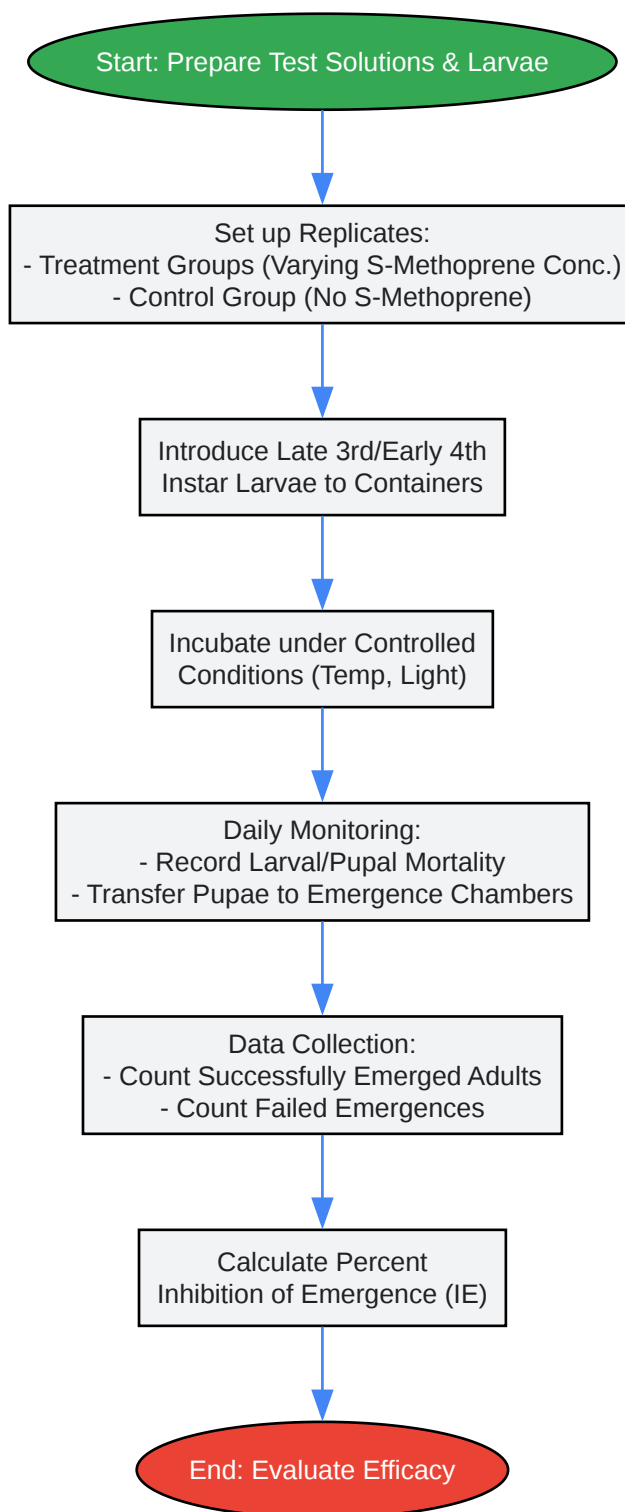 Start: Prepare Test Solutions & Larvae
Set up Replicates:
- Treatment Groups (Varying S-Methoprene Conc.)
- Control Group (No S-Methoprene)
Introduce Late 3rd/Early 4th
Instar Larvae to Containers
Incubate under Controlled
Conditions (Temp, Light)
Daily Monitoring:
- Record Larval/Pupal Mortality
- Transfer Pupae to Emergence Chambers
Data Collection:
- Count Successfully Emerged Adults
- Count Failed Emergences
Calculate Percent
Inhibition of Emergence (IE)
End: Evaluate Efficacy